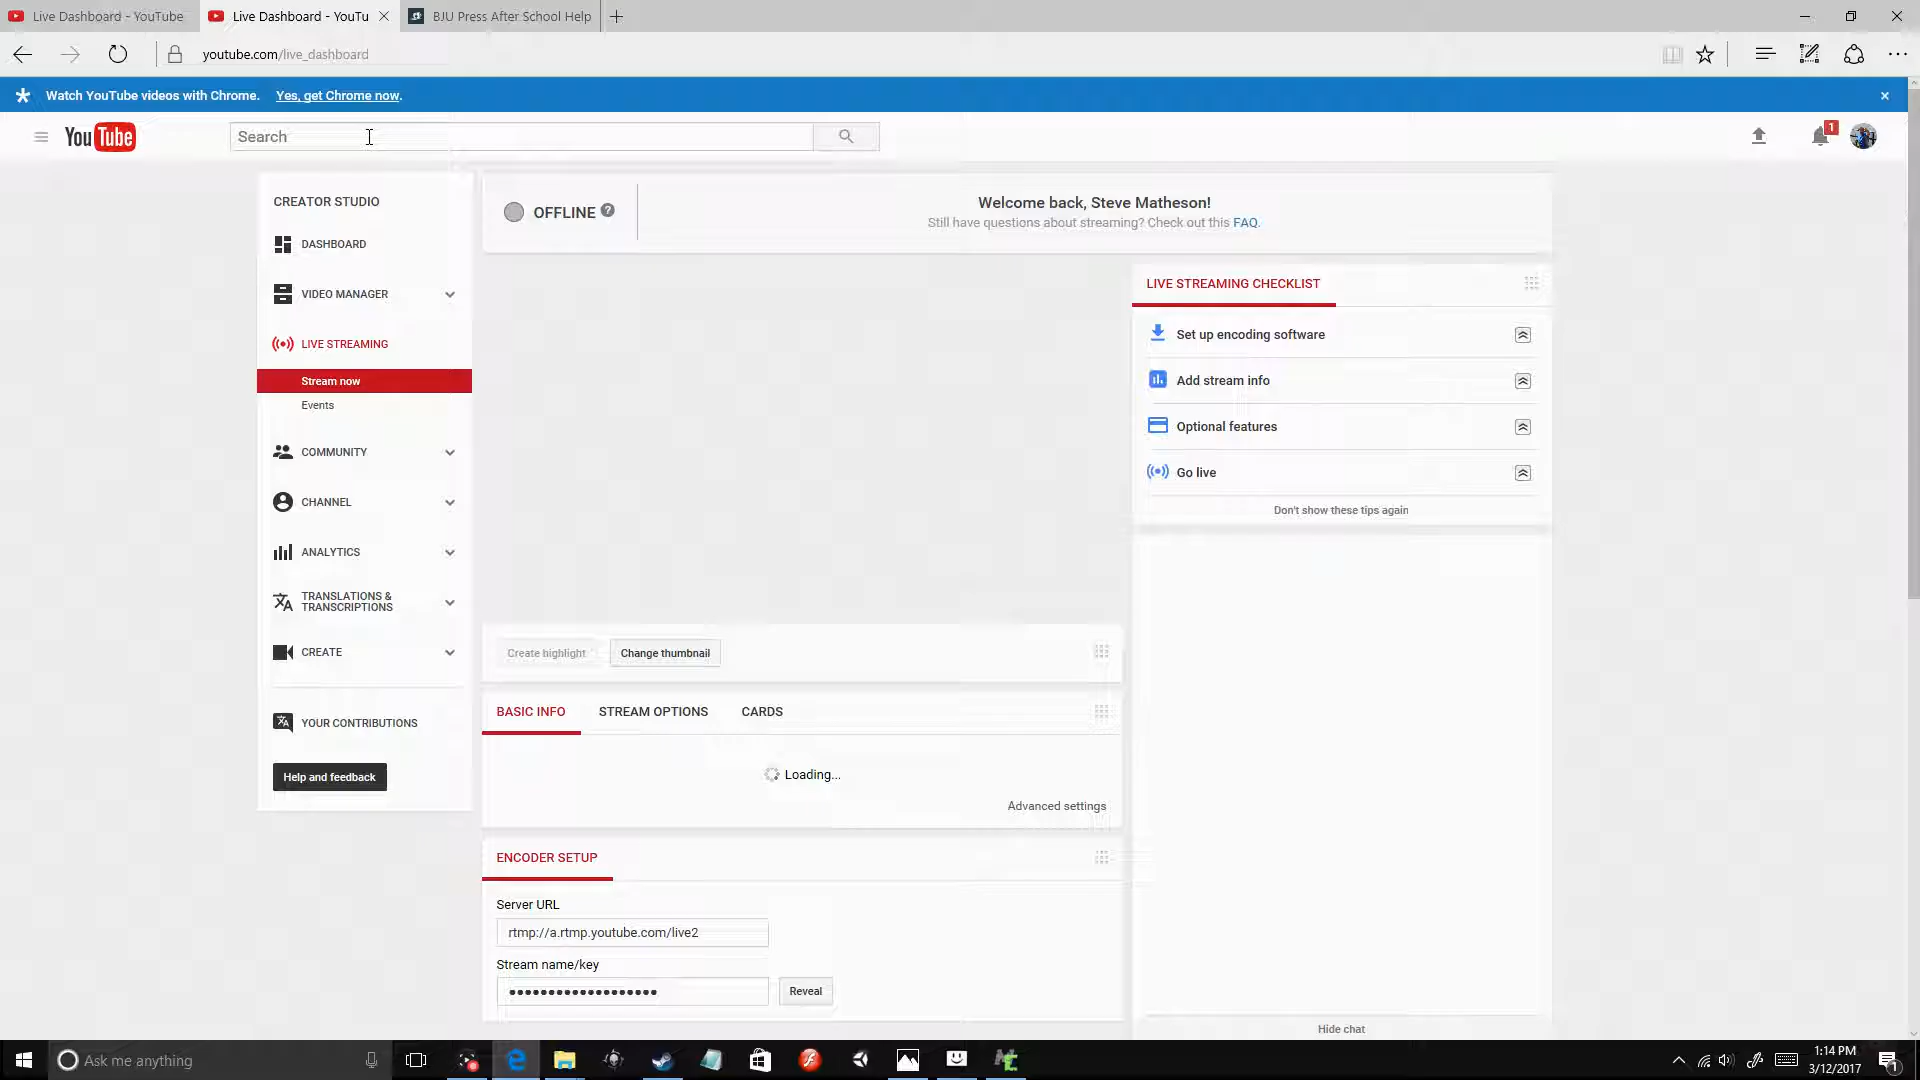 Live Dashboard - YouTube
Live Dashboard - YouTu
BJU Press After School Help
youtube.com/live_dashboard
Watch YouTube videos with Chrome. Yes, get Chrome now.
YouTube
Search
1
CREATOR STUDIO
DASHBOARD
VIDEO MANAGER
LIVE STREAMING
Stream now
Events
COMMUNITY
CHANNEL
ANALYTICS
TRANSLATIONS &
TRANSCRIPTIONS
CREATE
YOUR CONTRIBUTIONS
Help and feedback
OFFLINE ?
Welcome back, Steve Matheson!
Still have questions about streaming? Check out this FAQ.
Create highlight
Change thumbnail
BASIC INFO STREAM OPTIONS CARDS
Loading...
Advanced settings
ENCODER SETUP
Server URL
rtmp://a.rtmp.youtube.com/live2
Stream name/key
Reveal
LIVE STREAMING CHECKLIST
Set up encoding software
Add stream info
Optional features
Go live
Don't show these tips again
Hide chat
Ask me anything
1:14 PM
3/12/2017
1